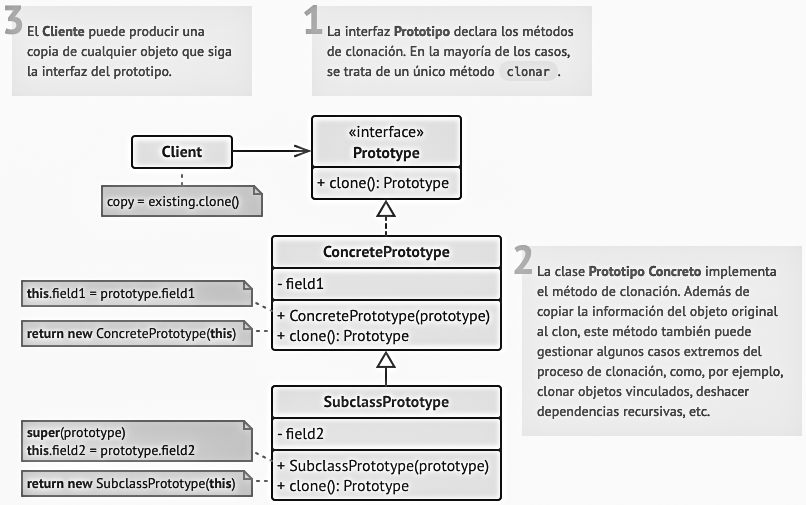 3
El Cliente puede producir una
copia de cualquier objeto que siga
la interfaz del prototipo.
1
La interfaz Prototipo declara los métodos
de clonación. En la mayoría de los casos,
se trata de un único método clonar.
Client
copy = existing.clone()
«interface»
Prototype
+ clone(): Prototype
ConcretePrototype
- field1
+ ConcretePrototype(prototype)
+ clone(): Prototype
this.field1 = prototype.field1
return new ConcretePrototype(this)
2
La clase Prototipo Concreto implementa
el método de clonación. Además de
copiar la información del objeto original
al clon, este método también puede
gestionar algunos casos extremos del
proceso de clonación, como, por ejemplo,
clonar objetos vinculados, deshacer
dependencias recursivas, etc.
SubclassPrototype
- field2
+ SubclassPrototype(prototype)
+ clone(): Prototype
super(prototype)
this.field2 = prototype.field2
return new SubclassPrototype(this)